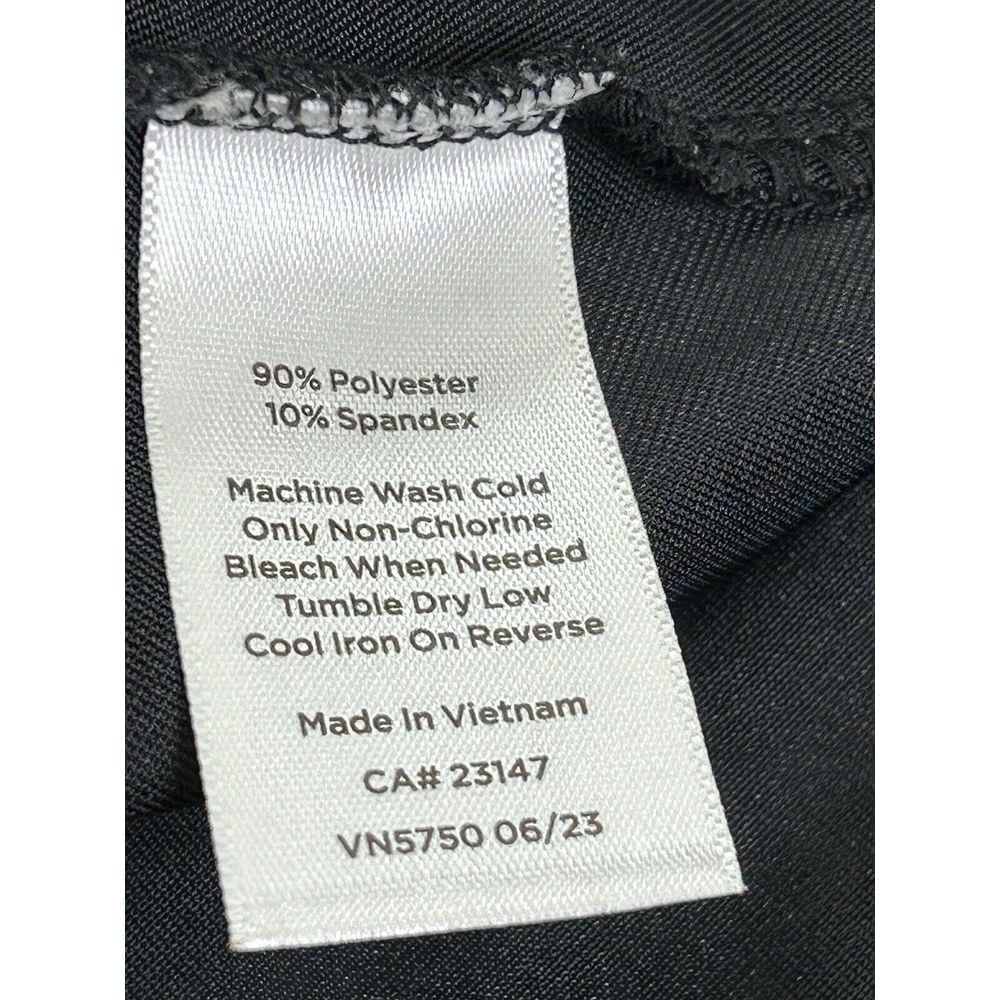 90% Polyester
10% Spandex
Machine Wash Cold
Only Non-Chlorine
Bleach When Needed
Tumble Dry Low
Cool Iron On Reverse
Made In Vietnam
CA# 23147
VN5750 06/23